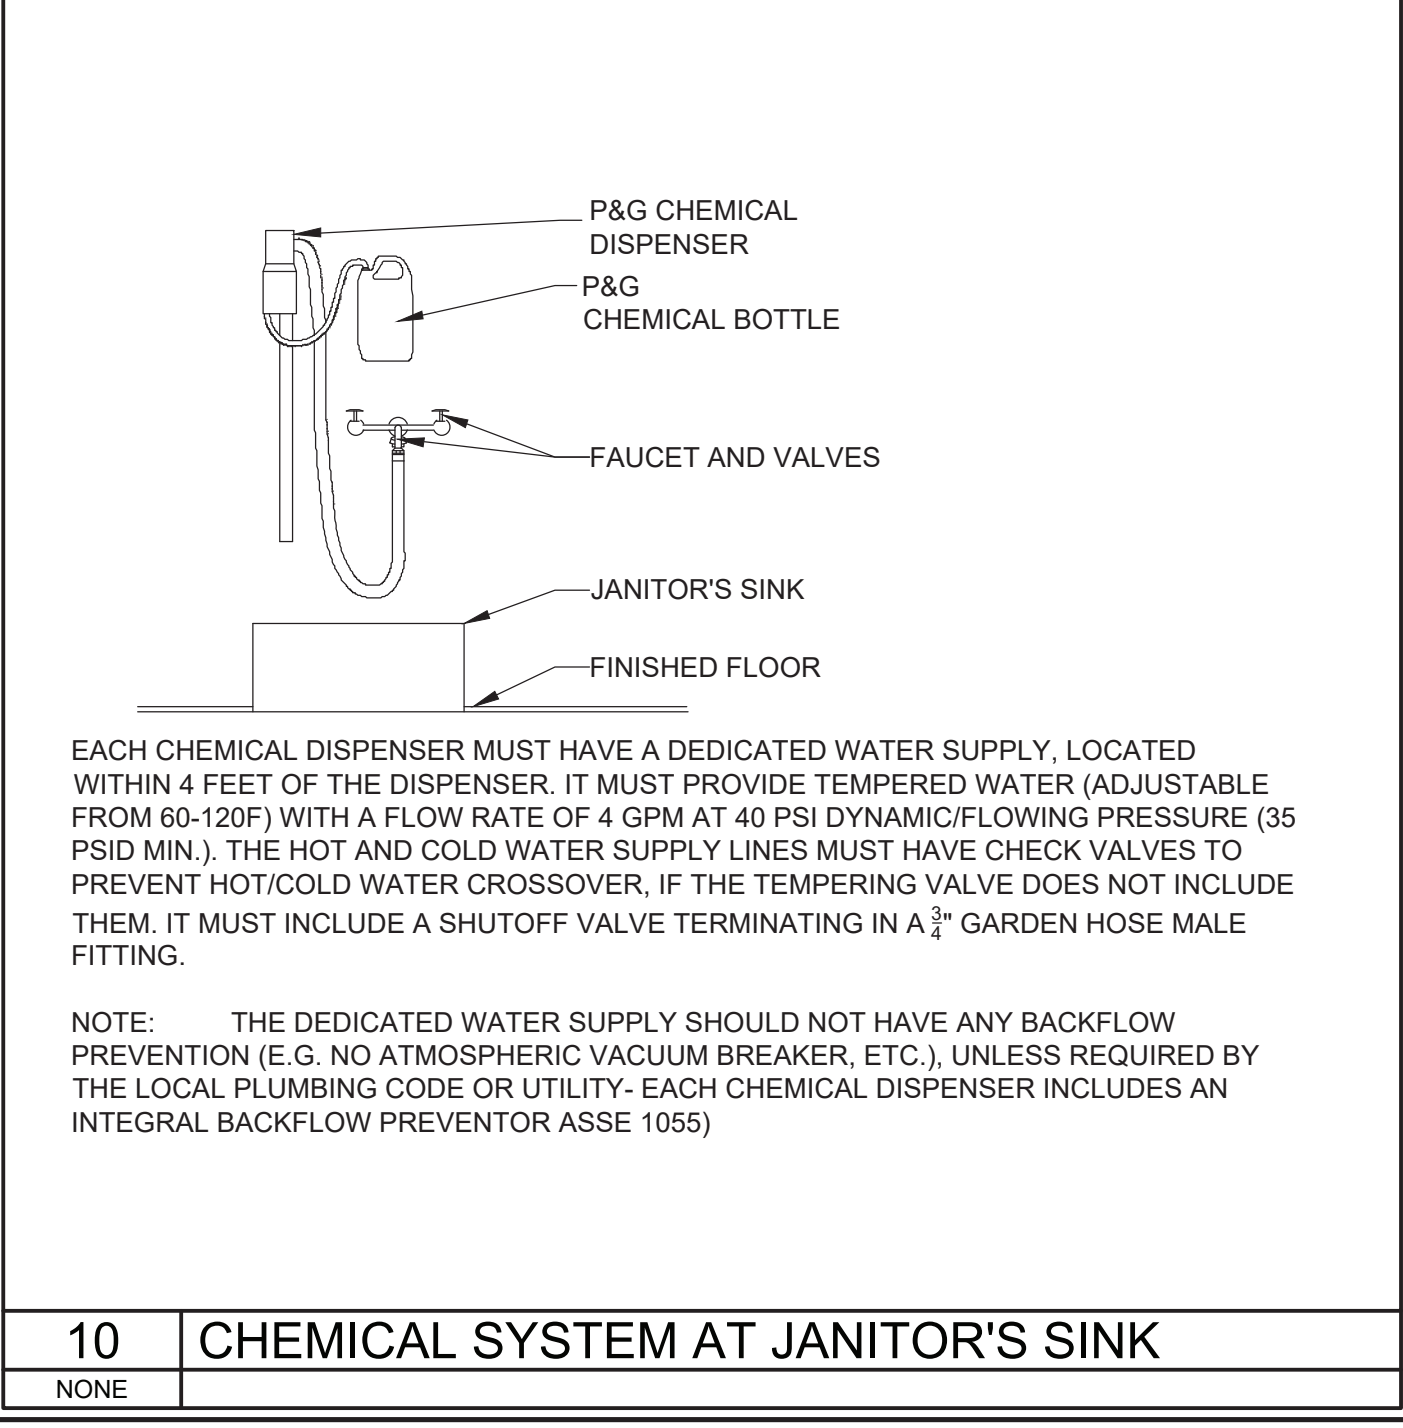 P&G CHEMICAL
DISPENSER
P&G
CHEMICAL BOTTLE
FAUCET AND VALVES
JANITOR'S SINK
FINISHED FLOOR
EACH CHEMICAL DISPENSER MUST HAVE A DEDICATED WATER SUPPLY, LOCATED
WITHIN 4 FEET OF THE DISPENSER. IT MUST PROVIDE TEMPERED WATER (ADJUSTABLE
FROM 60-120F) WITH A FLOW RATE OF 4 GPM AT 40 PSI DYNAMIC/FLOWING PRESSURE (35
PSID MIN.). THE HOT AND COLD WATER SUPPLY LINES MUST HAVE CHECK VALVES TO
PREVENT HOT/COLD WATER CROSSOVER, IF THE TEMPERING VALVE DOES NOT INCLUDE
THEM. IT MUST INCLUDE A SHUTOFF VALVE TERMINATING IN A 3/4" GARDEN HOSE MALE
FITTING.
NOTE: THE DEDICATED WATER SUPPLY SHOULD NOT HAVE ANY BACKFLOW
PREVENTION (E.G. NO ATMOSPHERIC VACUUM BREAKER, ETC.), UNLESS REQUIRED BY
THE LOCAL PLUMBING CODE OR UTILITY- EACH CHEMICAL DISPENSER INCLUDES AN
INTEGRAL BACKFLOW PREVENTOR ASSE 1055)
10 CHEMICAL SYSTEM AT JANITOR'S SINK
NONE